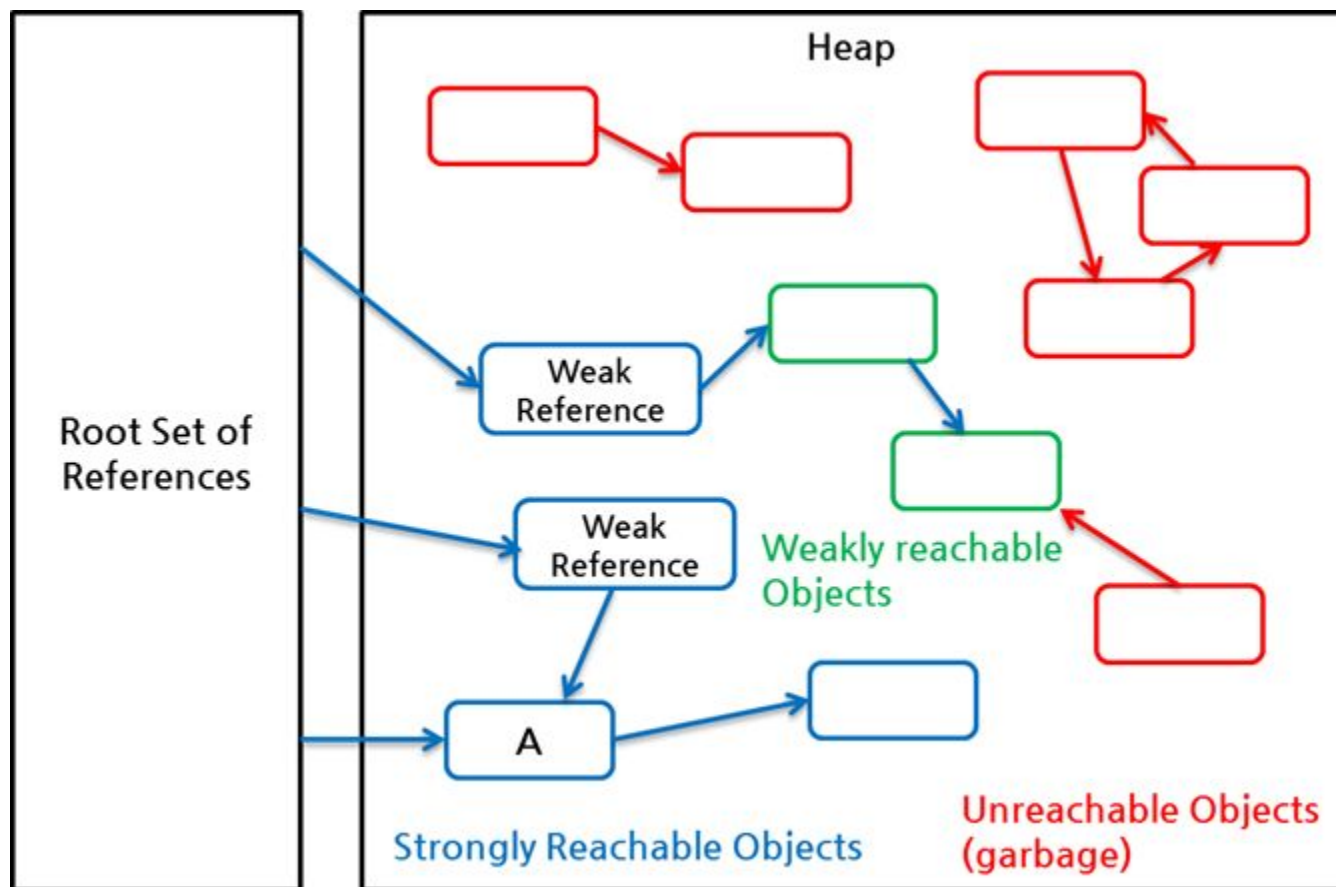 Heap
Root Set of
References
Weak
Reference
Weak
Reference
Weakly reachable
Objects
A
Strongly Reachable Objects
Unreachable Objects
(garbage)